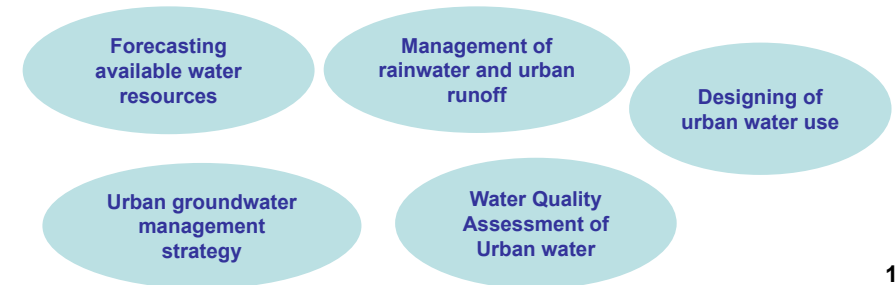 Forecasting
available water
resources
Management of
rainwater and urban
runoff
Designing of
urban water use
Urban groundwater
management
strategy
Water Quality
Assessment of
Urban water
1